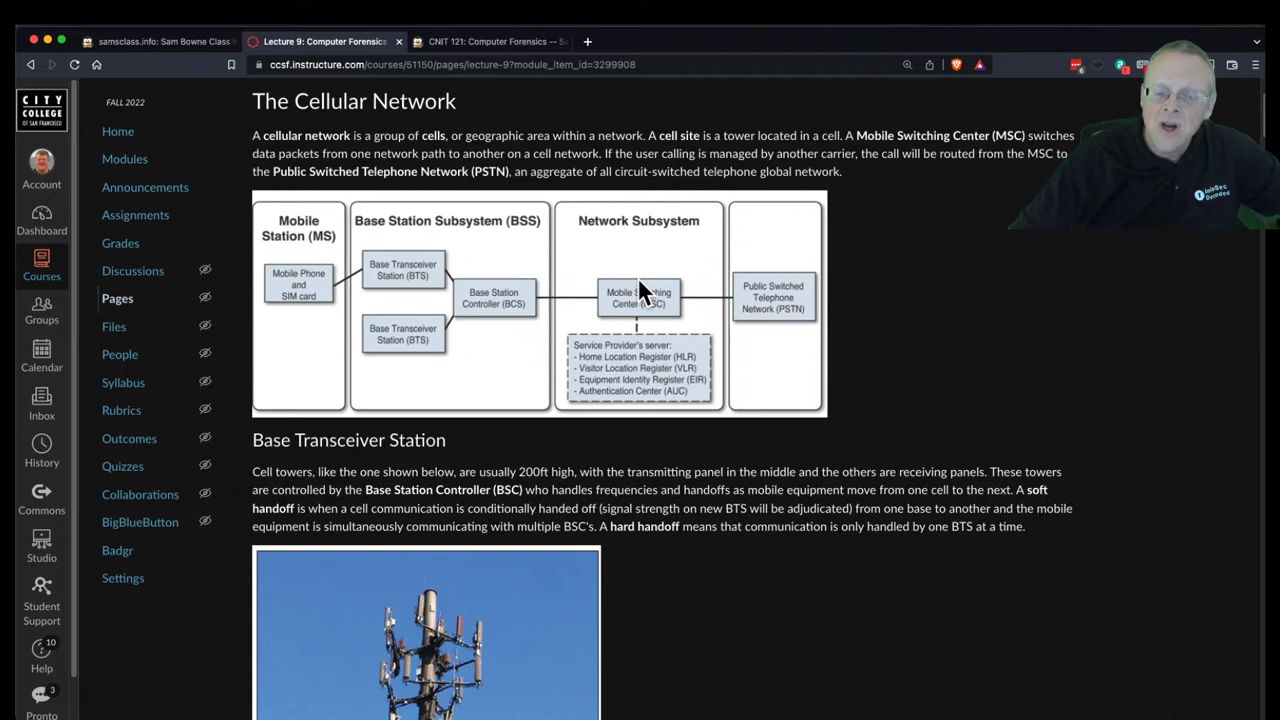 samsclass.info: Sam Bowne Class I
Lecture 9: Computer Forensics
CNIT 121: Computer Forensics -- Sa
ccsf.instructure.com/courses/51150/pages/lecture-9?module_item_id=3299908
CITY
COLLEGE
OF SAN FRANCISCO
Account
Dashboard
Courses
Groups
Calendar
Inbox
History
Commons
Studio
Student
Support
10
Help
3
Pronto
FALL 2022
Home
Modules
Announcements
Assignments
Grades
Discussions
Pages
Files
People
Syllabus
Rubrics
Outcomes
Quizzes
Collaborations
BigBlueButton
Badgr
Settings
The Cellular Network
A cellular network is a group of cells, or geographic area within a network. A cell site is a tower located in a cell. A Mobile Switching Center (MSC) switches
data packets from one network path to another on a cell network. If the user calling is managed by another carrier, the call will be routed from the MSC to
the Public Switched Telephone Network (PSTN), an aggregate of all circuit-switched telephone global network.
Mobile
Station (MS)
Mobile Phone
and
SIM card
Base Station Subsystem (BSS)
Base Transceiver
Station (BTS)
Base Transceiver
Station (BTS)
Base Station
Controller (BCS)
Network Subsystem
Mobile
Center
Service Provider's server:
- Home Location Register (HLR)
- Visitor Location Register (VLR)
- Equipment Identity Register (EIR)
- Authentication Center (AUC)
Public Switched
Telephone
Network (PSTN)
Base Transceiver Station
Cell towers, like the one shown below, are usually 200ft high, with the transmitting panel in the middle and the others are receiving panels. These towers
are controlled by the Base Station Controller (BSC) who handles frequencies and handoffs as mobile equipment move from one cell to the next. A soft
handoff is when a cell communication is conditionally handed off (signal strength on new BTS will be adjudicated) from one base to another and the mobile
equipment is simultaneously communicating with multiple BSC's. A hard handoff means that communication is only handled by one BTS at a time.
6
1
InfoSec
Decoded